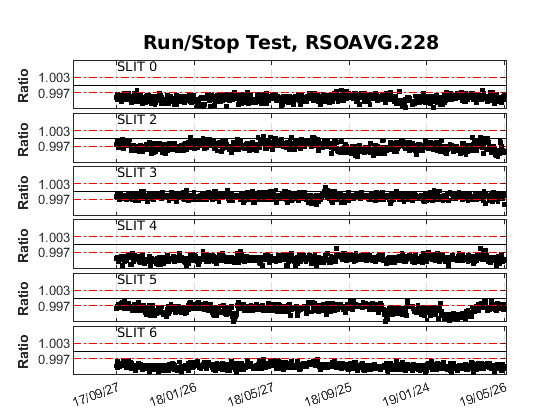 Run/Stop Test, RSOAVG.228
SLIT 0
Ratio
1.003
0.997
SLIT 2
Ratio
1.003
0.997
SLIT 3
Ratio
1.003
0.997
SLIT 4
Ratio
1.003
0.997
SLIT 5
Ratio
1.003
0.997
SLIT 6
Ratio
1.003
0.997
17/09/27 18/01/26 18/05/27 18/09/25 19/01/24 19/05/26